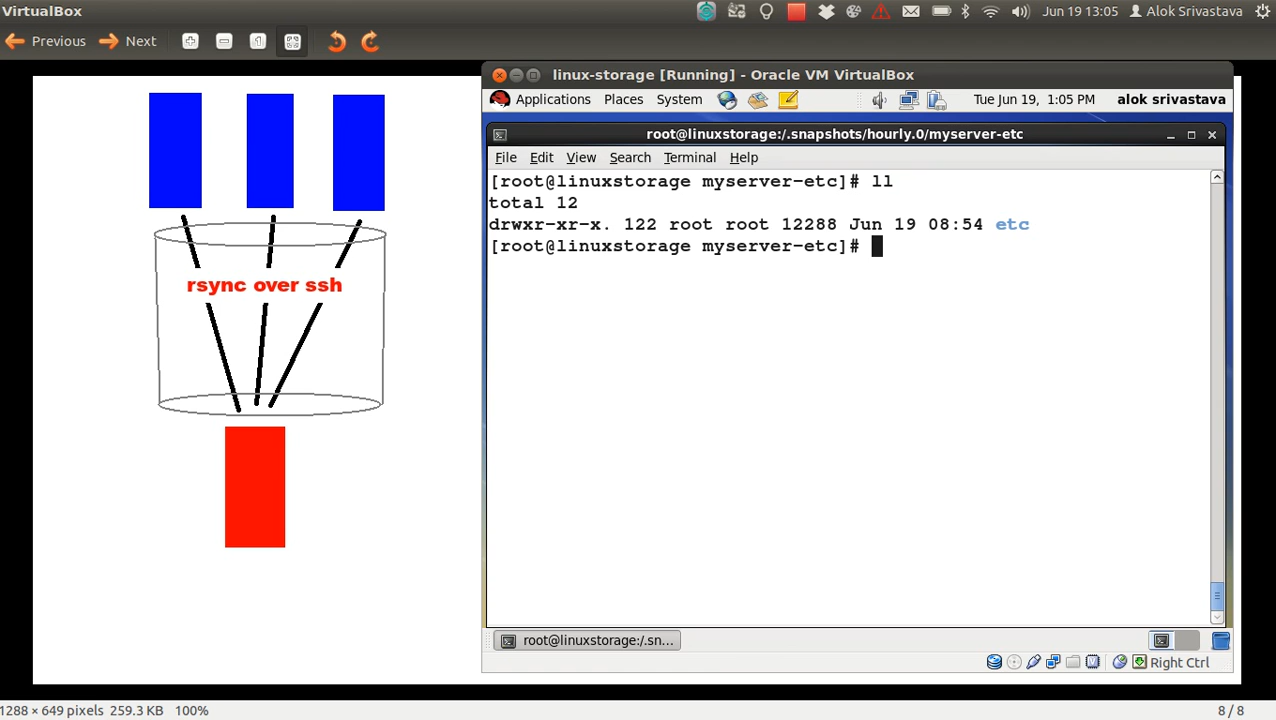 VirtualBox
Jun 19 13:05
Alok Srivastava
Previous
Next
linux-storage [Running] - Oracle VM VirtualBox
Applications Places System
Tue Jun 19, 1:05 PM
alok srivastava
root@linuxstorage:/.snapshots/hourly.0/myserver-etc
File Edit View Search Terminal Help
[root@linuxstorage myserver-etc]# ll
total 12
drwxr-xr-x. 122 root root 12288 Jun 19 08:54 etc
[root@linuxstorage myserver-etc]#
rsync over ssh
root@linuxstorage:/.sn...
Right Ctrl
1288 × 649 pixels 259.3 KB 100%
8 / 8